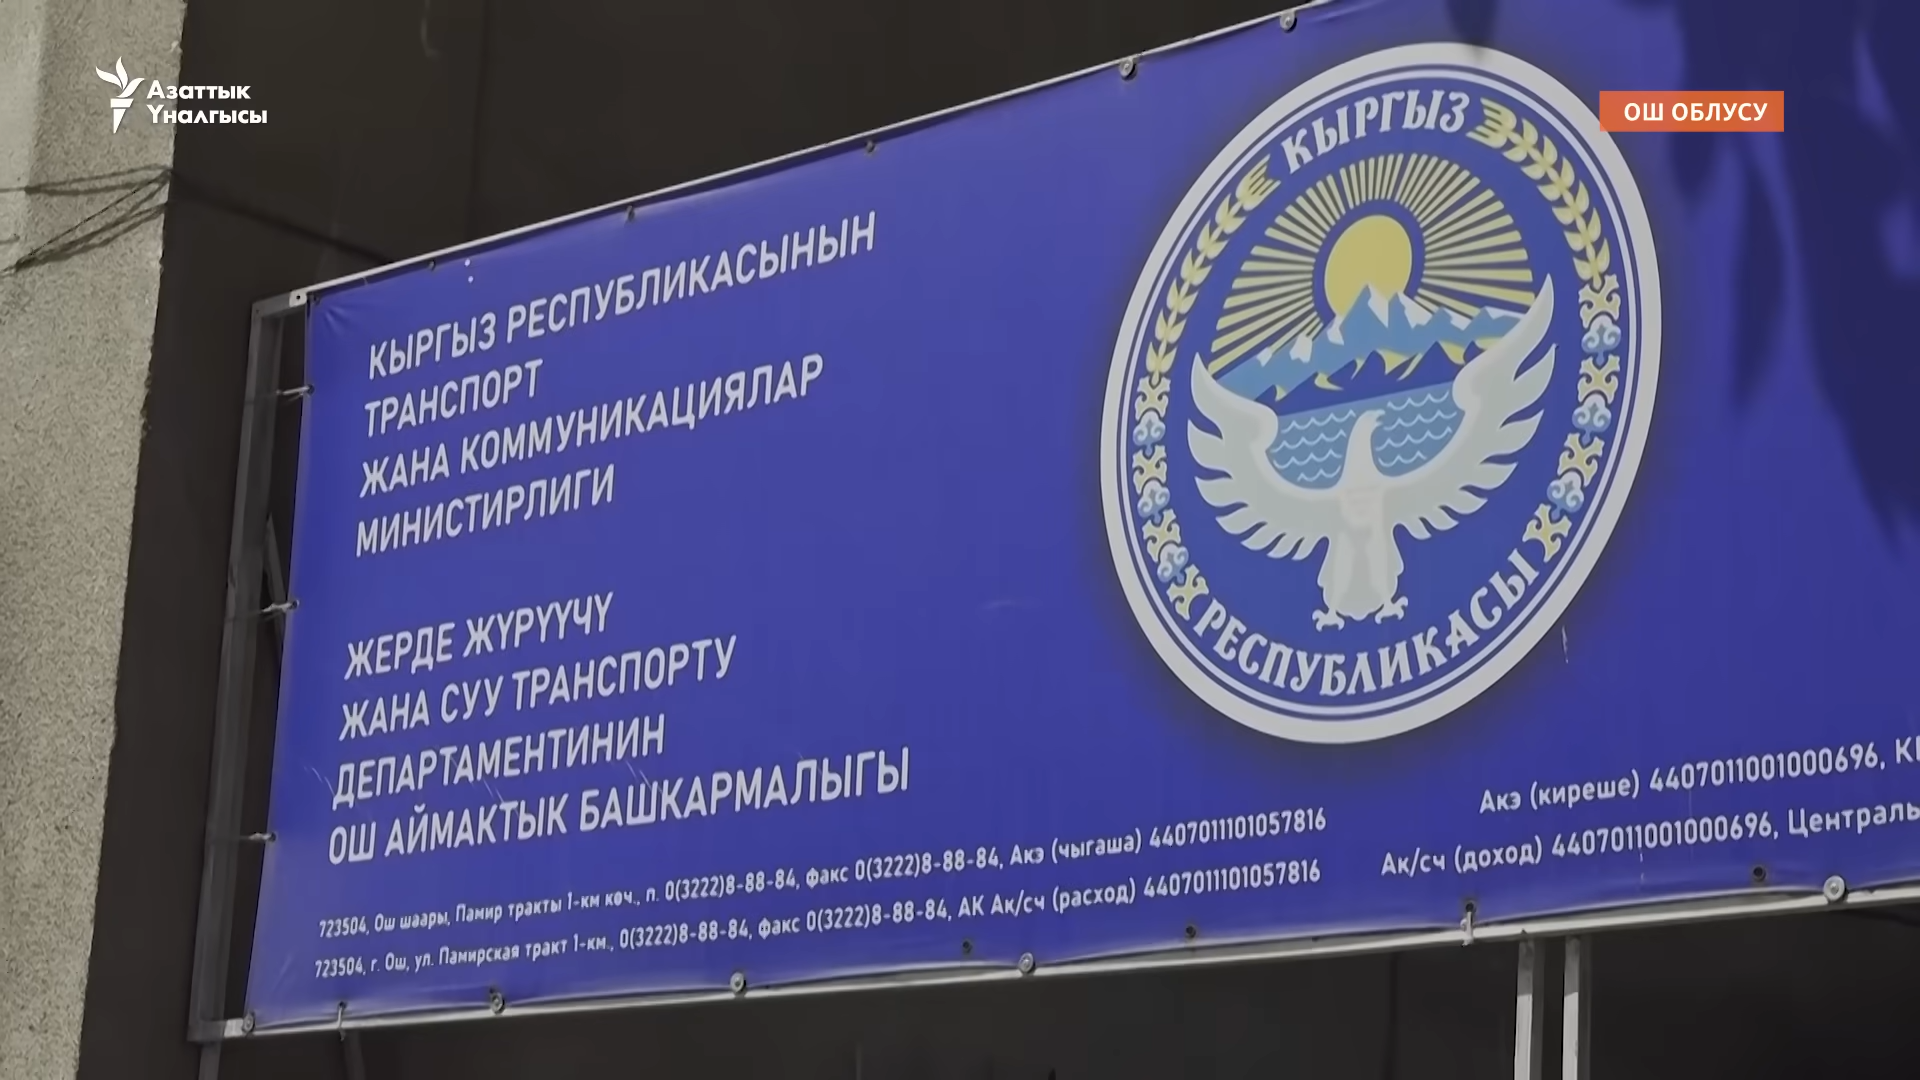 Азаттык
Үналгысы
ОШ ОБЛУСУ
КЫРГЫЗ РЕСПУБЛИКАСЫНЫН
ТРАНСПОРТ
ЖАНА КОММУНИКАЦИЯЛАР
МИНИСТИРЛИГИ
ЖЕРДЕ ЖҮРҮҮЧҮ
ЖАНА СУУ ТРАНСПОРТУ
ДЕПАРТАМЕНТИНИН
ОШ АЙМАКТЫК БАШКАРМАЛЫГЫ
КЫРГЫЗ
РЕСПУБЛИКАСЫ
723504, Ош шаары, Памир тракты 1-км көч., п. 0(3222)8-88-84, факс 0(3222)8-88-84, Акэ (чыгаша) 4407011101057816
723504, г. Ош, ул. Памирская тракт 1-км., 0(3222)8-88-84, факс 0(3222)8-88-84, АК Ак/сч (расход) 4407011101057816
Акэ (киреше) 4407011001000696,
Ак/сч (доход) 4407011001000696, Централь